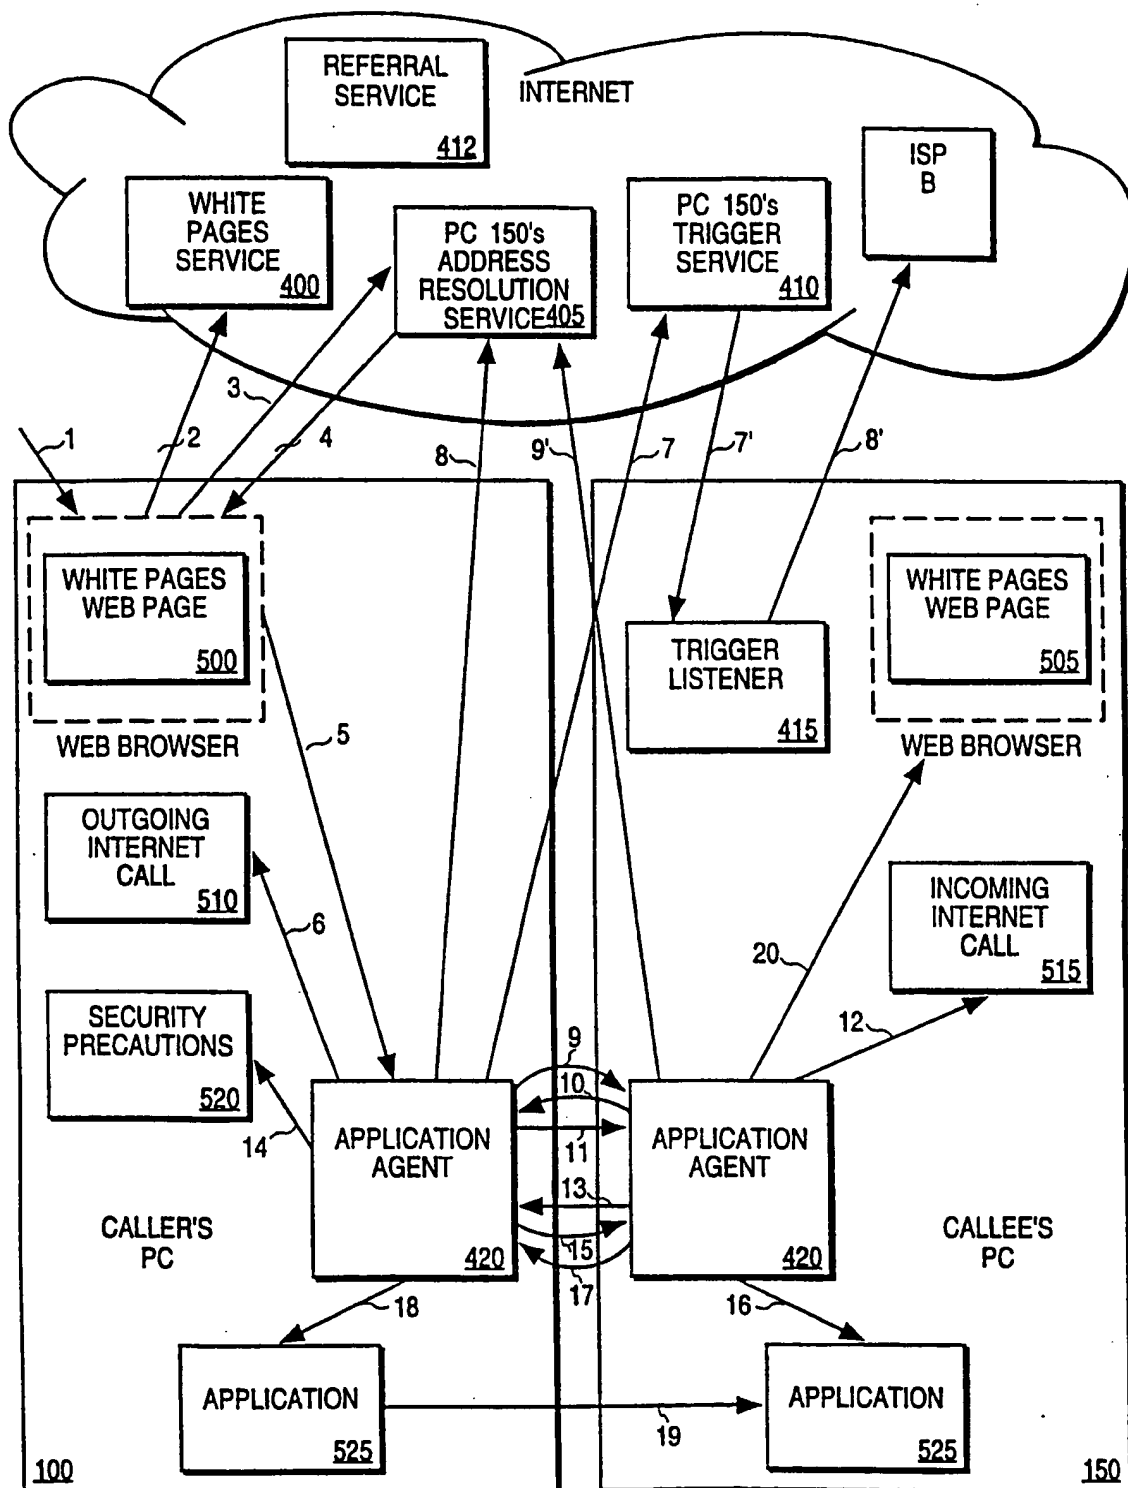 REFERRAL
SERVICE
412
INTERNET
ISP
B
WHITE
PAGES
SERVICE
400
PC 150's
ADDRESS
RESOLUTION
SERVICE
405
PC 150's
TRIGGER
SERVICE
410
1
2
3
4
8
9'
7
7'
8'
WHITE PAGES
WEB PAGE
500
WEB BROWSER
5
OUTGOING
INTERNET
CALL
510
6
SECURITY
PRECAUTIONS
520
14
APPLICATION
AGENT
420
CALLER'S
PC
18
APPLICATION
525
100
9
10
11
13
15
17
19
TRIGGER
LISTENER
415
WHITE PAGES
WEB PAGE
505
WEB BROWSER
20
INCOMING
INTERNET
CALL
515
12
APPLICATION
AGENT
420
CALLEE'S
PC
16
APPLICATION
525
150